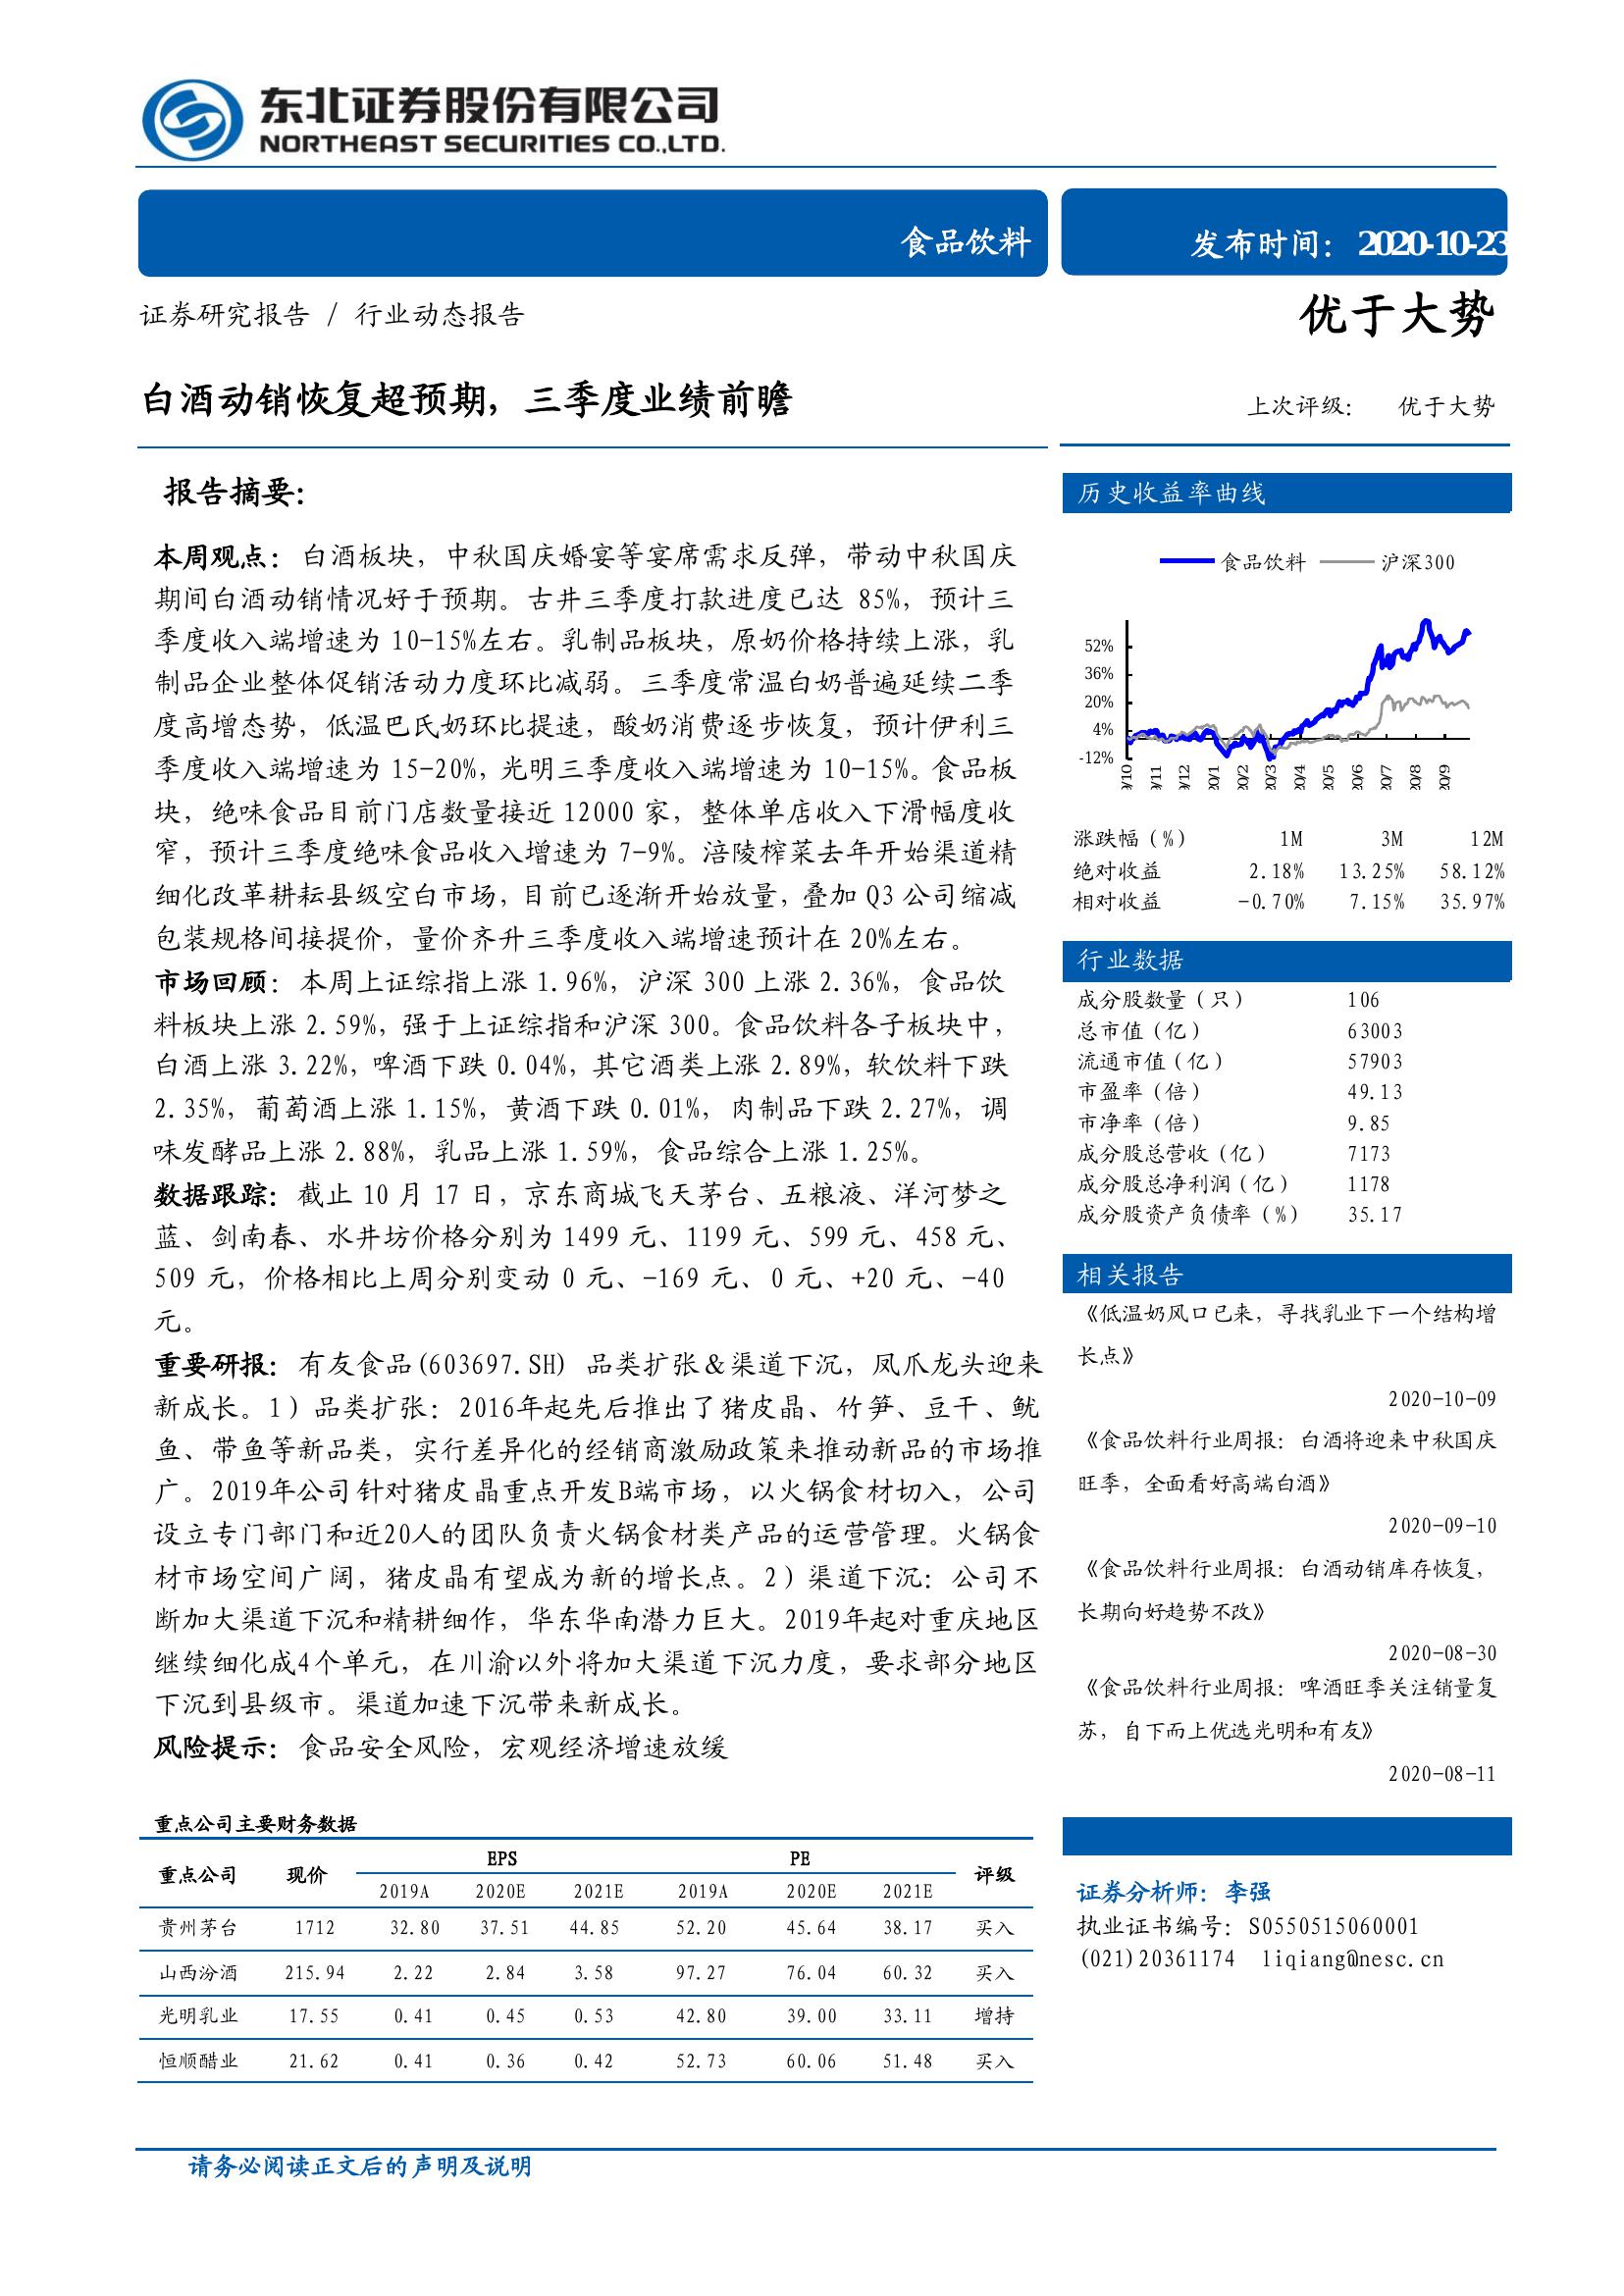 东北证券股份有限公司
NORTHEAST SECURITIES CO.,LTD.
食品饮料
发布时间： 2020-10-23
证券研究报告 / 行业动态报告
优于大势
白酒动销恢复超预期，三季度业绩前瞻
上次评级： 优于大势
报告摘要：
本周观点：白酒板块，中秋国庆婚宴等宴席需求反弹，带动中秋国庆
期间白酒动销情况好于预期。古井三季度打款进度已达 85%，预计三
季度收入端增速为 10-15%左右。乳制品板块，原奶价格持续上涨，乳
制品企业整体促销活动力度环比减弱。三季度常温白奶普遍延续二季
度高增态势，低温巴氏奶环比提速，酸奶消费逐步恢复，预计伊利三
季度收入端增速为 15-20%，光明三季度收入端增速为 10-15%。食品板
块，绝味食品目前门店数量接近 12000 家，整体单店收入下滑幅度收
窄，预计三季度绝味食品收入增速为 7-9%。涪陵榨菜去年开始渠道精
细化改革耕耘县级空白市场，目前已逐渐开始放量，叠加 Q3 公司缩减
包装规格间接提价，量价齐升三季度收入端增速预计在 20%左右。
市场回顾：本周上证综指上涨 1.96%，沪深 300 上涨 2.36%，食品饮
料板块上涨 2.59%，强于上证综指和沪深 300。食品饮料各子板块中，
白酒上涨 3.22%，啤酒下跌 0.04%，其它酒类上涨 2.89%，软饮料下跌
2.35%，葡萄酒上涨 1.15%，黄酒下跌 0.01%，肉制品下跌 2.27%，调
味发酵品上涨 2.88%，乳品上涨 1.59%，食品综合上涨 1.25%。
数据跟踪：截止 10 月 17 日，京东商城飞天茅台、五粮液、洋河梦之
蓝、剑南春、水井坊价格分别为 1499 元、1199 元、599 元、458 元、
509 元，价格相比上周分别变动 0 元、-169 元、0 元、+20 元、-40
元。
重要研报：有友食品(603697.SH) 品类扩张＆渠道下沉，凤爪龙头迎来
新成长。1）品类扩张：2016年起先后推出了猪皮晶、竹笋、豆干、鱿
鱼、带鱼等新品类，实行差异化的经销商激励政策来推动新品的市场推
广。2019年公司针对猪皮晶重点开发B端市场，以火锅食材切入，公司
设立专门部门和近20人的团队负责火锅食材类产品的运营管理。火锅食
材市场空间广阔，猪皮晶有望成为新的增长点。2）渠道下沉：公司不
断加大渠道下沉和精耕细作，华东华南潜力巨大。2019年起对重庆地区
继续细化成4个单元，在川渝以外将加大渠道下沉力度，要求部分地区
下沉到县级市。渠道加速下沉带来新成长。
风险提示：食品安全风险，宏观经济增速放缓
重点公司主要财务数据
重点公司 现价 EPS PE 评级
2019A 2020E 2021E 2019A 2020E 2021E
贵州茅台 1712 32.80 37.51 44.85 52.20 45.64 38.17 买入
山西汾酒 215.94 2.22 2.84 3.58 97.27 76.04 60.32 买入
光明乳业 17.55 0.41 0.45 0.53 42.80 39.00 33.11 增持
恒顺醋业 21.62 0.41 0.36 0.42 52.73 60.06 51.48 买入
历史收益率曲线
食品饮料 沪深300
52%
36%
20%
4%
-12%
/10 /11 /12 0/1 0/2 0/3 0/4 0/5 0/6 0/7 0/8 0/9
涨跌幅（%） 1M 3M 12M
绝对收益 2.18% 13.25% 58.12%
相对收益 -0.70% 7.15% 35.97%
行业数据
成分股数量（只） 106
总市值（亿） 63003
流通市值（亿） 57903
市盈率（倍） 49.13
市净率（倍） 9.85
成分股总营收（亿） 7173
成分股总净利润（亿） 1178
成分股资产负债率（%） 35.17
相关报告
《低温奶风口已来，寻找乳业下一个结构增
长点》
2020-10-09
《食品饮料行业周报：白酒将迎来中秋国庆
旺季，全面看好高端白酒》
2020-09-10
《食品饮料行业周报：白酒动销库存恢复，
长期向好趋势不改》
2020-08-30
《食品饮料行业周报：啤酒旺季关注销量复
苏，自下而上优选光明和有友》
2020-08-11
证券分析师：李强
执业证书编号：S0550515060001
(021)20361174 liqiang@nesc.cn
请务必阅读正文后的声明及说明